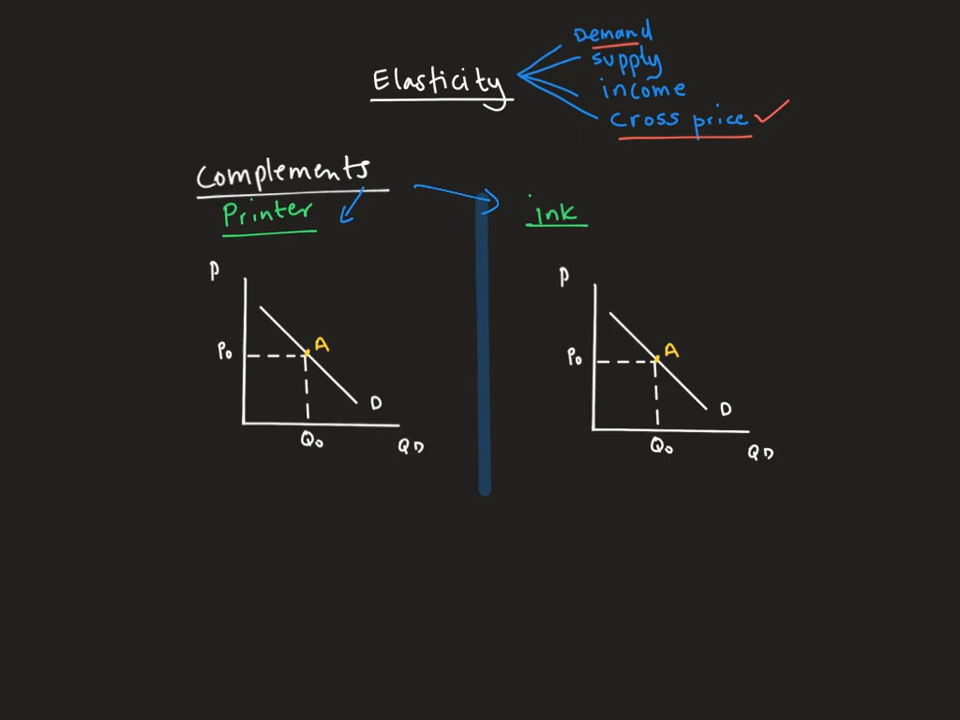 Elasticity
Demand
supply
income
cross price
Complements
Printer
ink
P
P0
A
D
Q0
QD
P
P0
A
D
Q0
QD